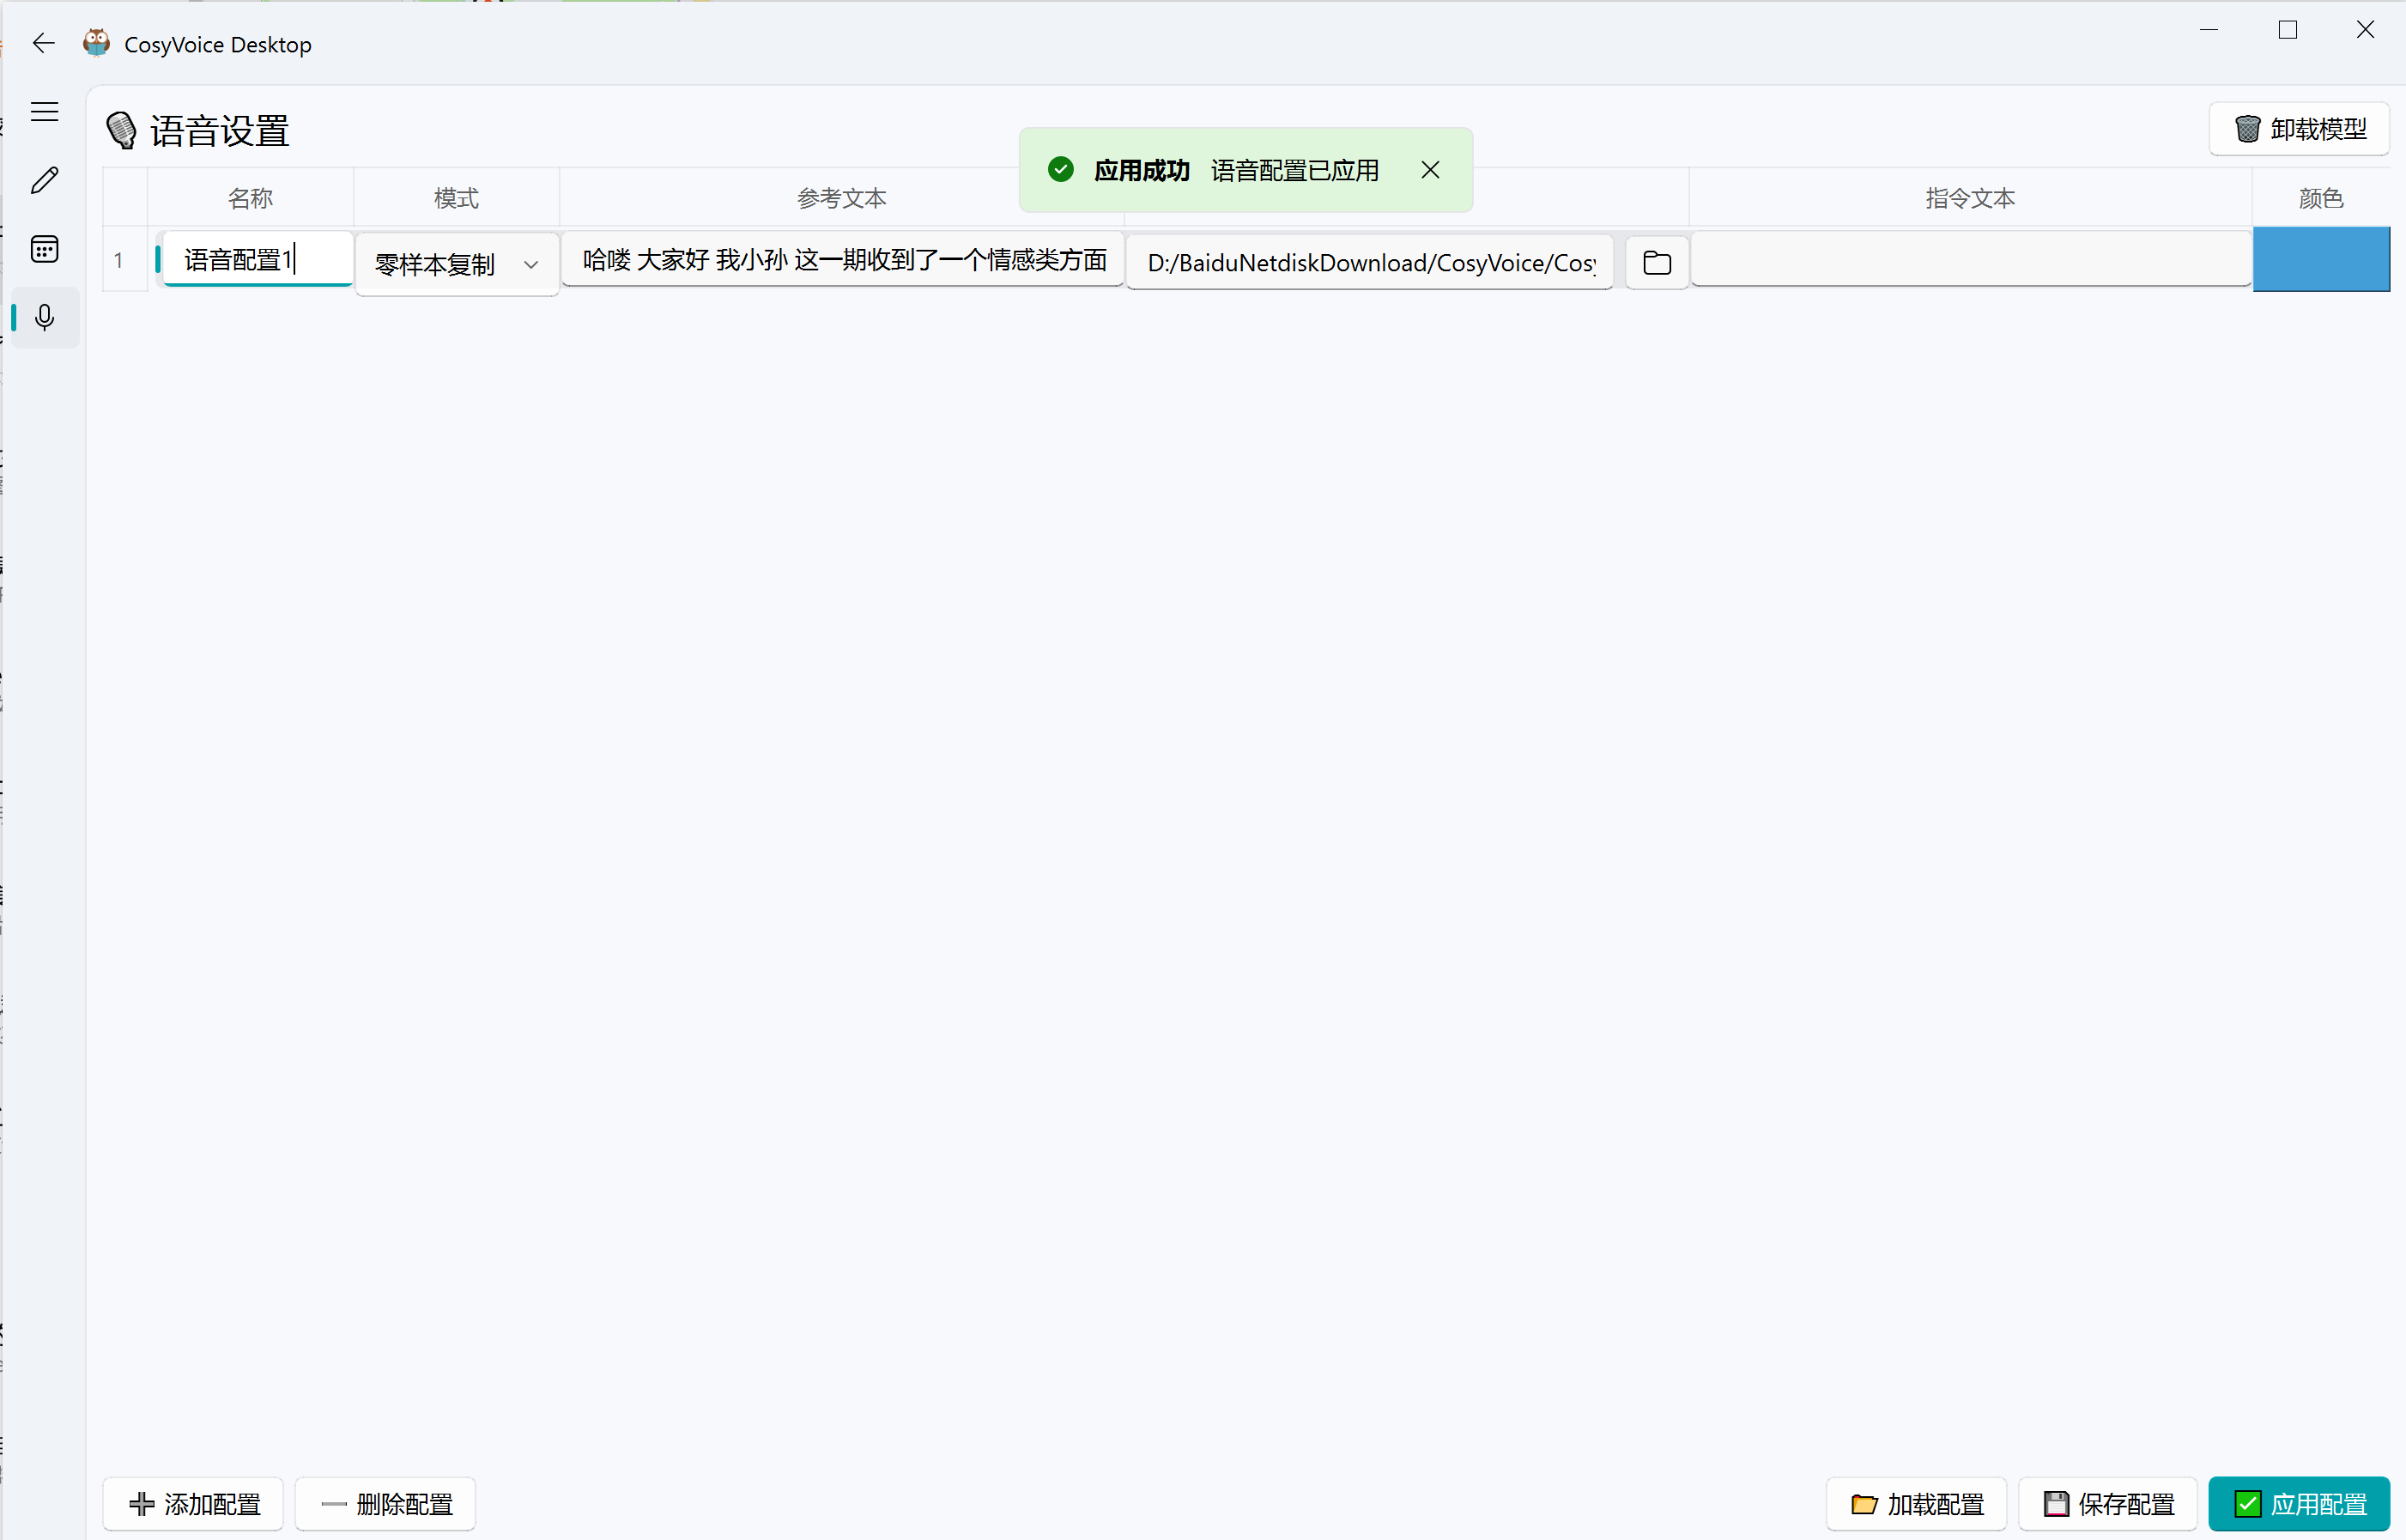 CosyVoice Desktop
语音设置
卸载模型
应用成功 语音配置已应用
名称 模式 参考文本 指令文本 颜色
1 语音配置1 零样本复制 哈喽 大家好 我小孙 这一期收到了一个情感类方面 D:/BaiduNetdiskDownload/CosyVoice/Cosy
添加配置 删除配置 加载配置 保存配置 应用配置